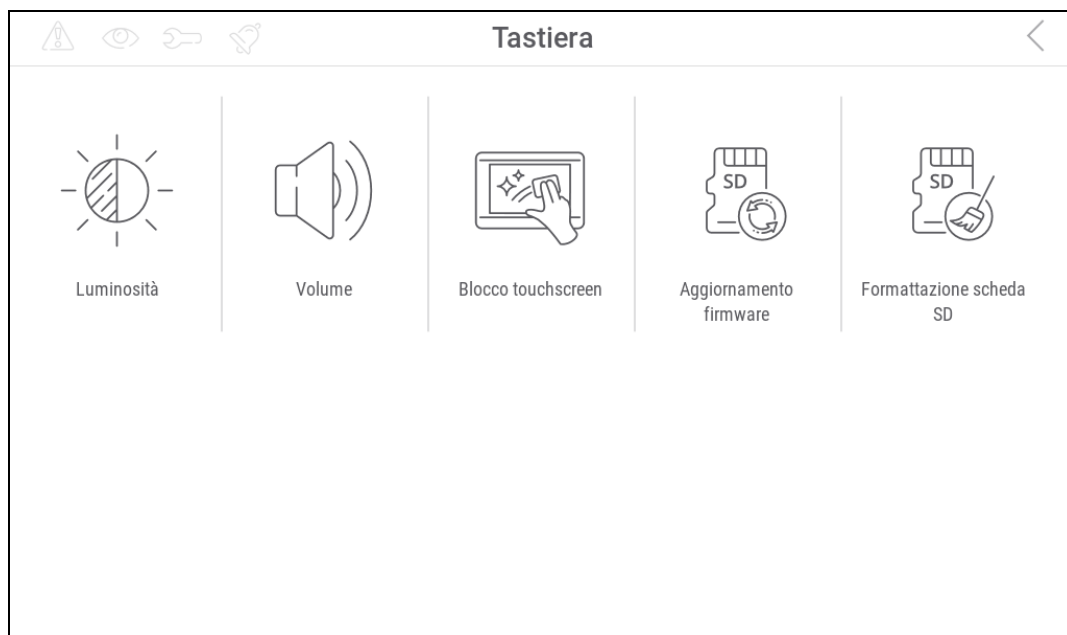 Tastiera
SD
SD
Luminosità
Volume
Blocco touchscreen
Aggiornamento
firmware
Formattazione scheda
SD